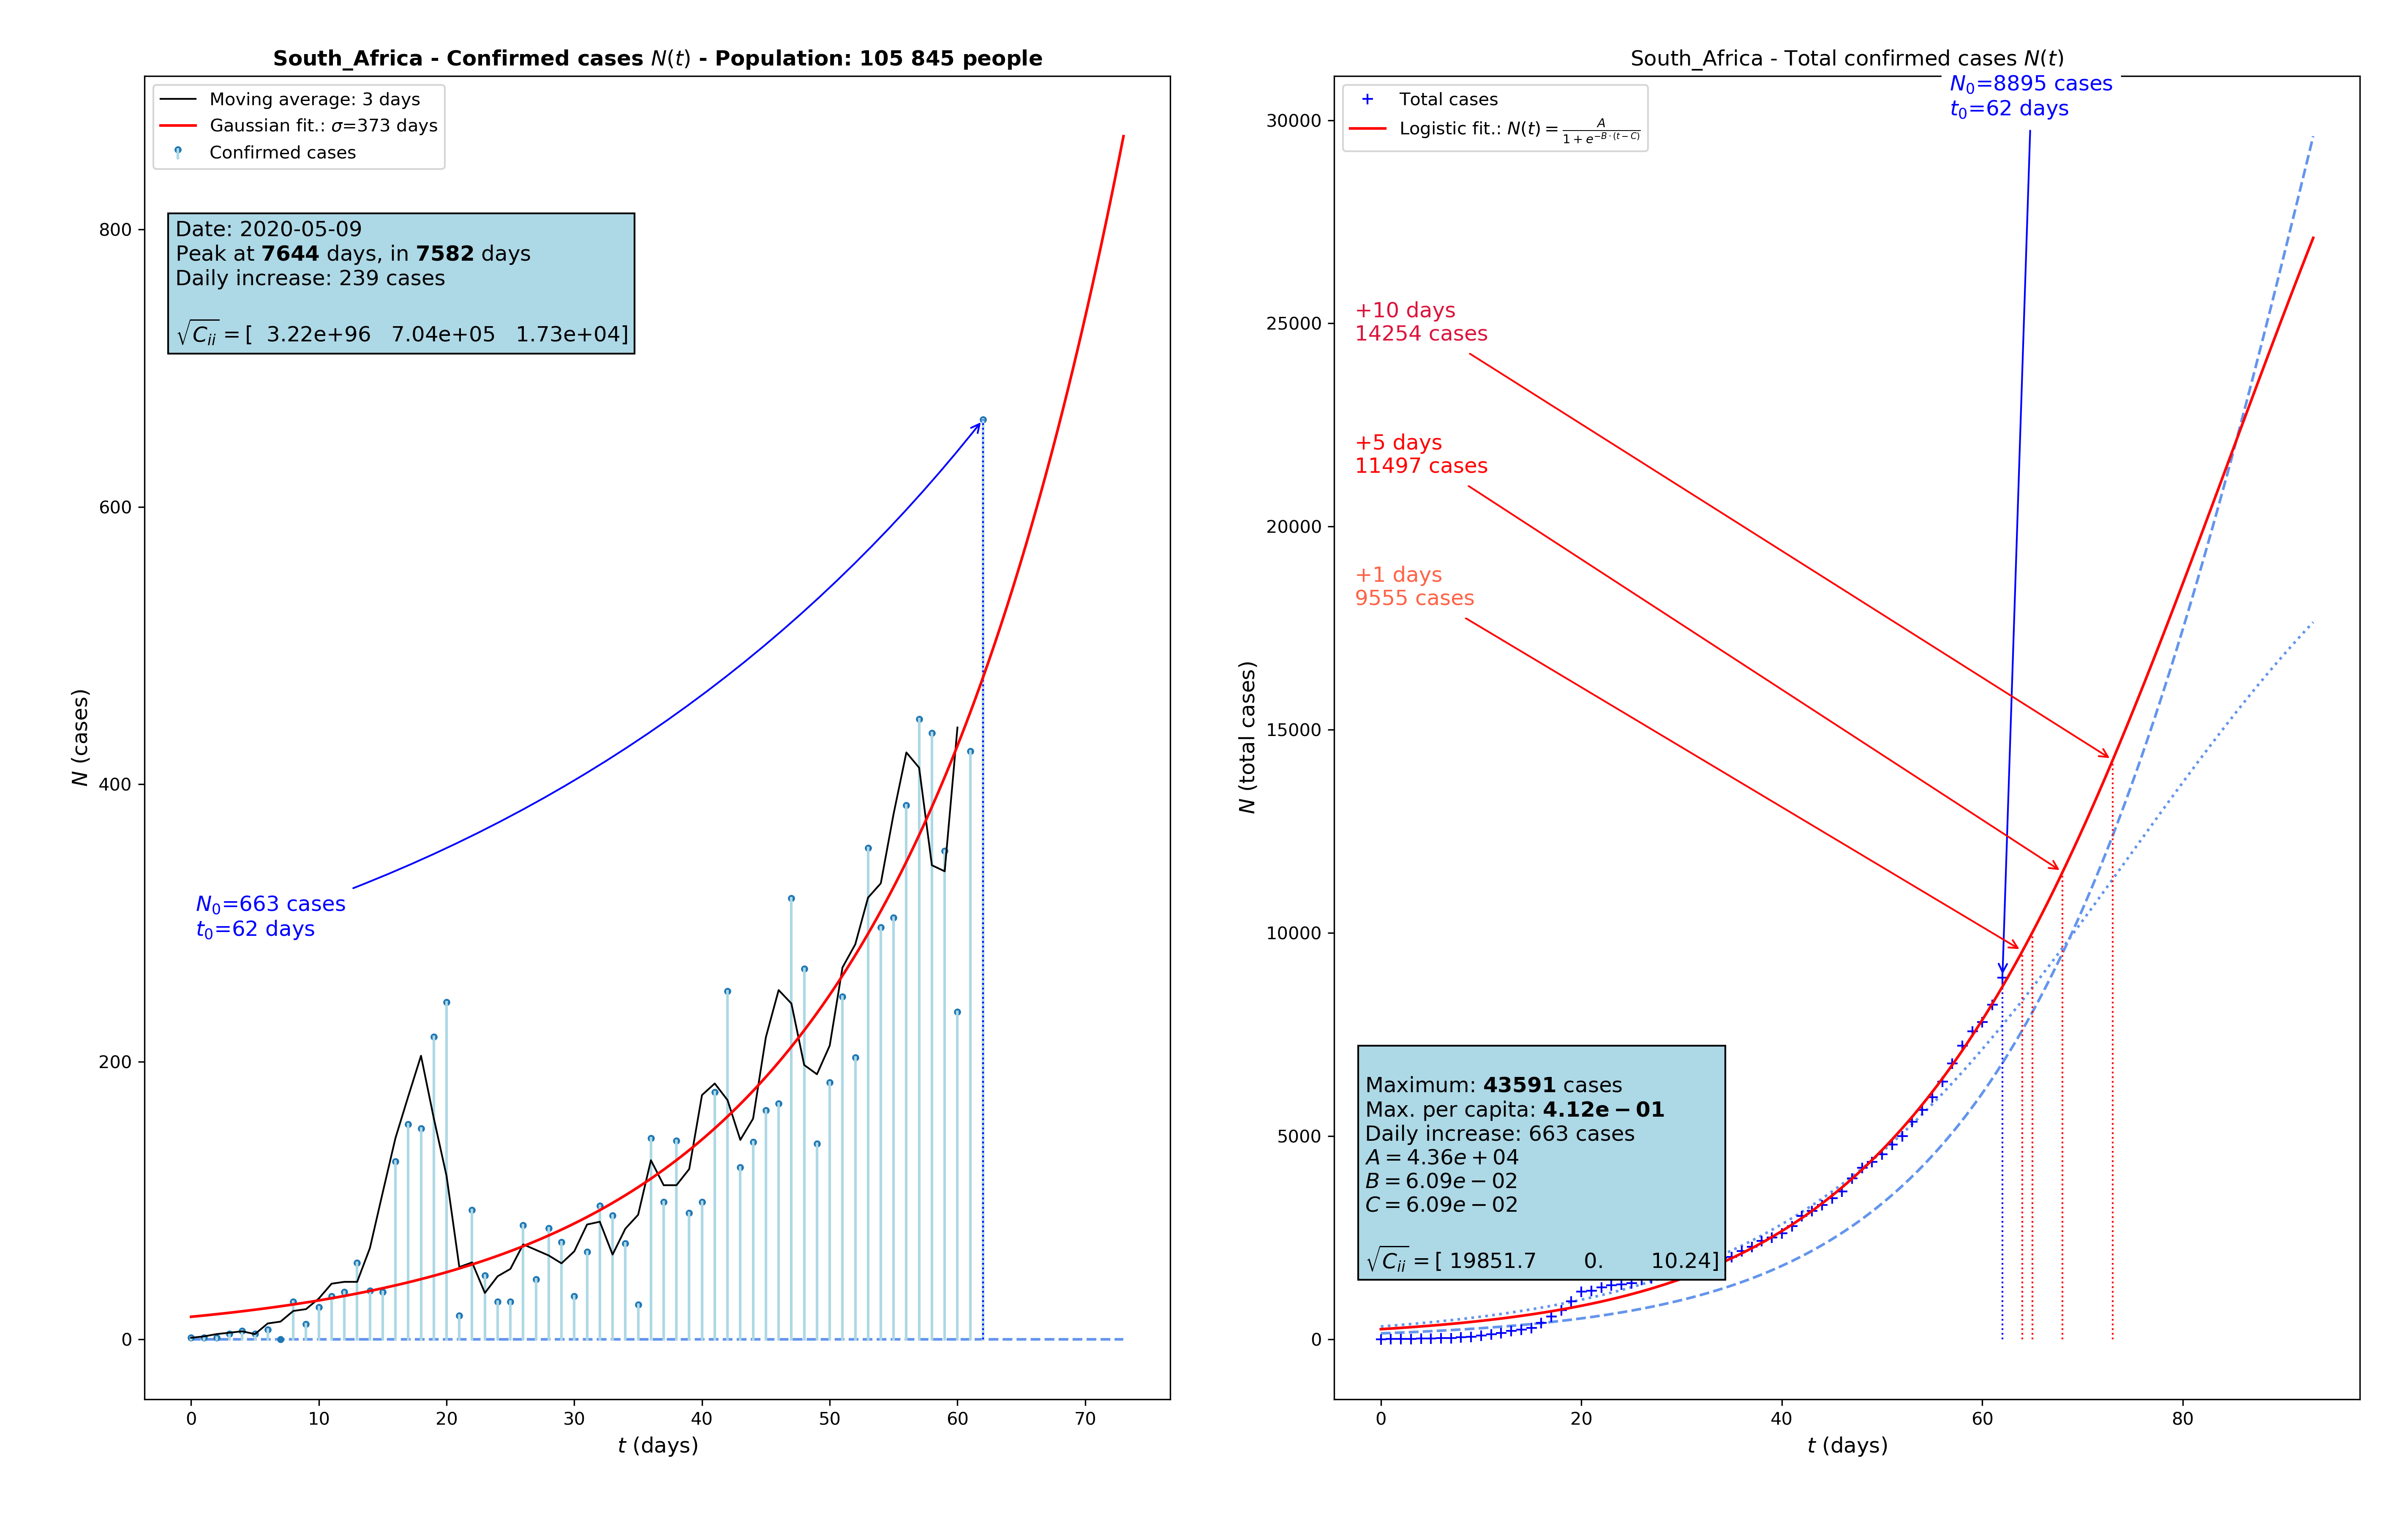 South_Africa - Confirmed cases N(t) - Population: 105 845 people
Moving average: 3 days
Gaussian fit.: σ=373 days
Confirmed cases
Date: 2020-05-09
Peak at 7644 days, in 7582 days
Daily increase: 239 cases
√C_ii = [ 3.22e+96 7.04e+05 1.73e+04]
N_0=663 cases
t_0=62 days
800
600
400
200
0
N (cases)
0 10 20 30 40 50 60 70
t (days)
South_Africa - Total confirmed cases N(t)
N_0=8895 cases
t_0=62 days
Total cases
Logistic fit.: N(t) = A / (1 + e^{-B·(t-C)})
+10 days
14254 cases
+5 days
11497 cases
+1 days
9555 cases
Maximum: 43591 cases
Max. per capita: 4.12e − 01
Daily increase: 663 cases
A = 4.36e + 04
B = 6.09e − 02
C = 6.09e − 02
√C_ii = [ 19851.7 0. 10.24]
30000
25000
20000
15000
10000
5000
0
N (total cases)
0 20 40 60 80
t (days)